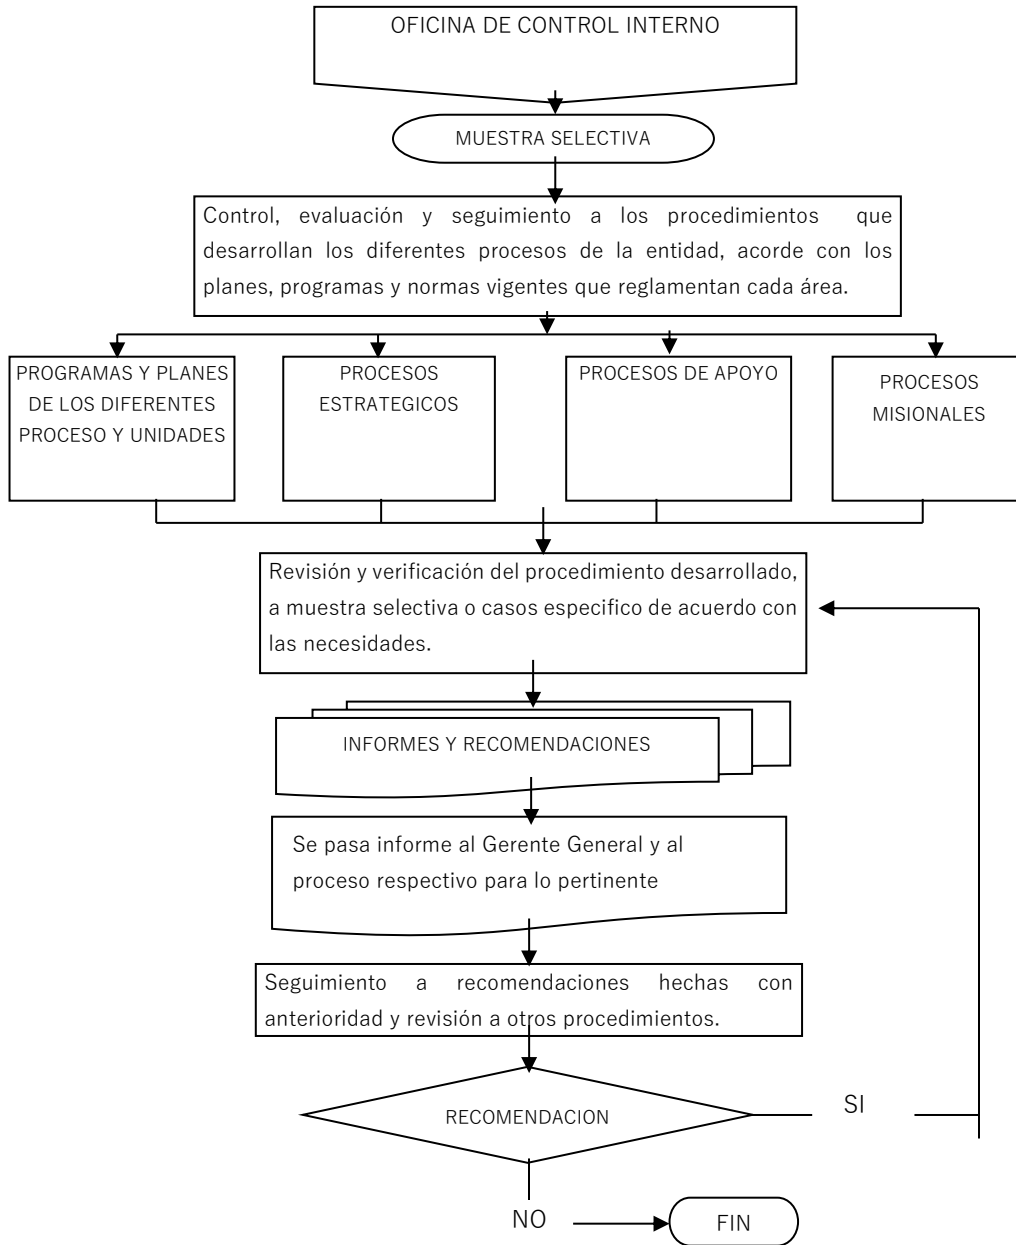 OFICINA DE CONTROL INTERNO
MUESTRA SELECTIVA
Control, evaluación y seguimiento a los procedimientos que
desarrollan los diferentes procesos de la entidad, acorde con los
planes, programas y normas vigentes que reglamentan cada área.
PROGRAMAS Y PLANES
DE LOS DIFERENTES
PROCESO Y UNIDADES
PROCESOS
ESTRATEGICOS
PROCESOS DE APOYO
PROCESOS
MISIONALES
Revisión y verificación del procedimiento desarrollado,
a muestra selectiva o casos especifico de acuerdo con
las necesidades.
INFORMES Y RECOMENDACIONES
Se pasa informe al Gerente General y al
proceso respectivo para lo pertinente
Seguimiento a recomendaciones hechas con
anterioridad y revisión a otros procedimientos.
RECOMENDACION
SI
NO
FIN